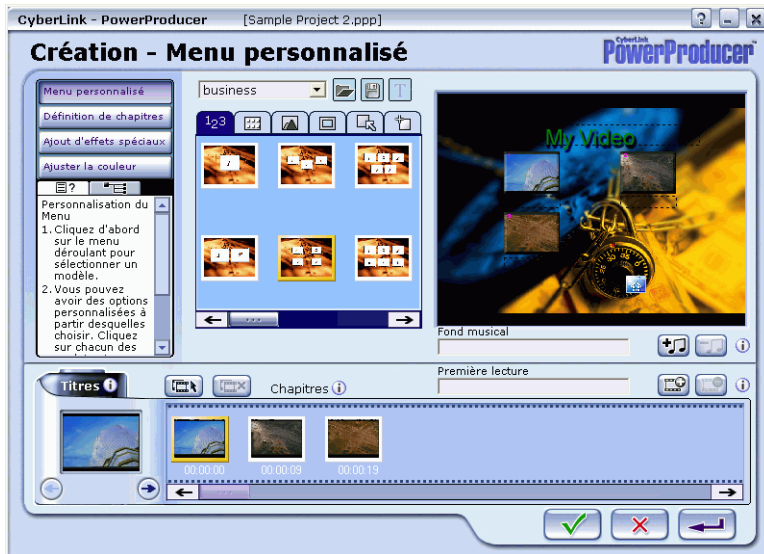 CyberLink - PowerProducer [Sample Project 2.ppp]
Création - Menu personnalisé
CyberLink
PowerProducer
Menu personnalisé
Définition de chapitres
Ajout d'effets spéciaux
Ajuster la couleur
Personnalisation du
Menu
1. Cliquez d'abord
sur le menu
déroulant pour
sélectionner un
modèle.
2. Vous pouvez
avoir des options
personnalisées à
partir desquelles
choisir. Cliquez
sur chacun des
business
T
123
My Video
Fond musical
Première lecture
Titres
Chapitres
00:00:00
00:00:09
00:00:19